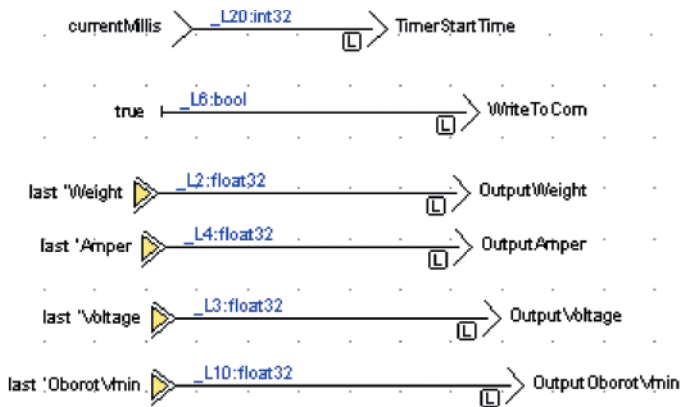 currentMillis _L20:int32 L TimerStartTime
true _L6:bool L WriteToCom
last 'Weight _L2:float32 L OutputWeight
last 'Amper _L4:float32 L OutputAmper
last 'Voltage _L3:float32 L OutputVoltage
last 'OborotVmin _L10:float32 L OutputOborotVmin